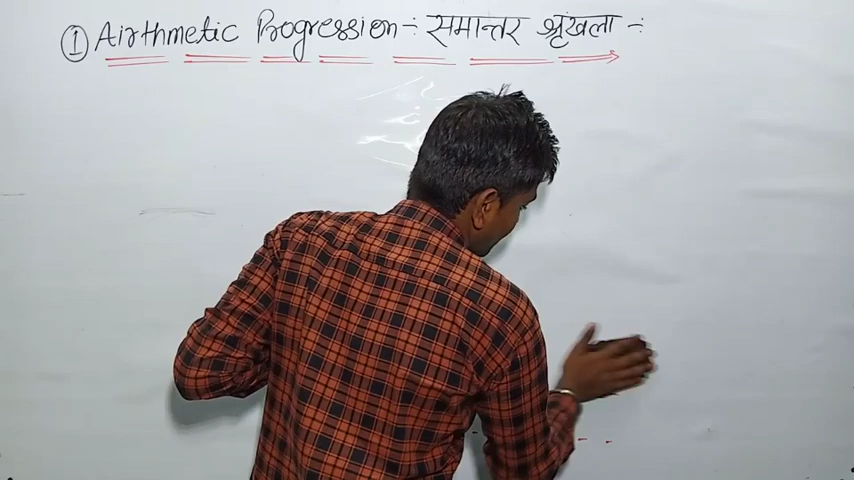 ① Airthmetic Progression :- समान्तर श्रृंखला -: